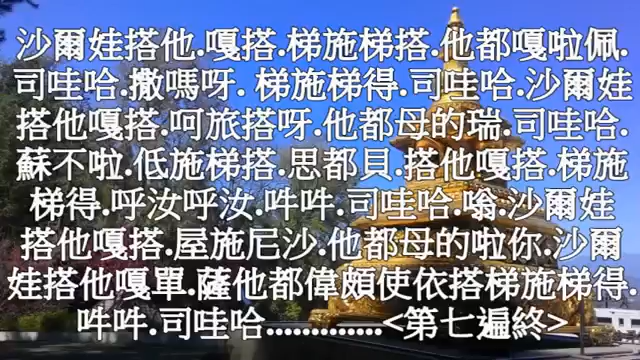 沙爾娃搭他.嘎搭.梯施梯搭.他都嘎啦佩.
司哇哈.撒嗎呀. 梯施梯得.司哇哈.沙爾娃
搭他嘎搭.呵旅搭呀.他都母的瑞.司哇哈.
蘇不啦.低施梯搭.思都貝.搭他嘎搭.梯施
梯得.呼汝呼汝.吽吽.司哇哈.嗡.沙爾娃
搭他嘎搭.屋施尼沙.他都母的啦你..沙爾
娃搭他嘎單.薩他都偉頗使依搭梯施梯得.
吽吽.司哇哈.............<第七遍終>